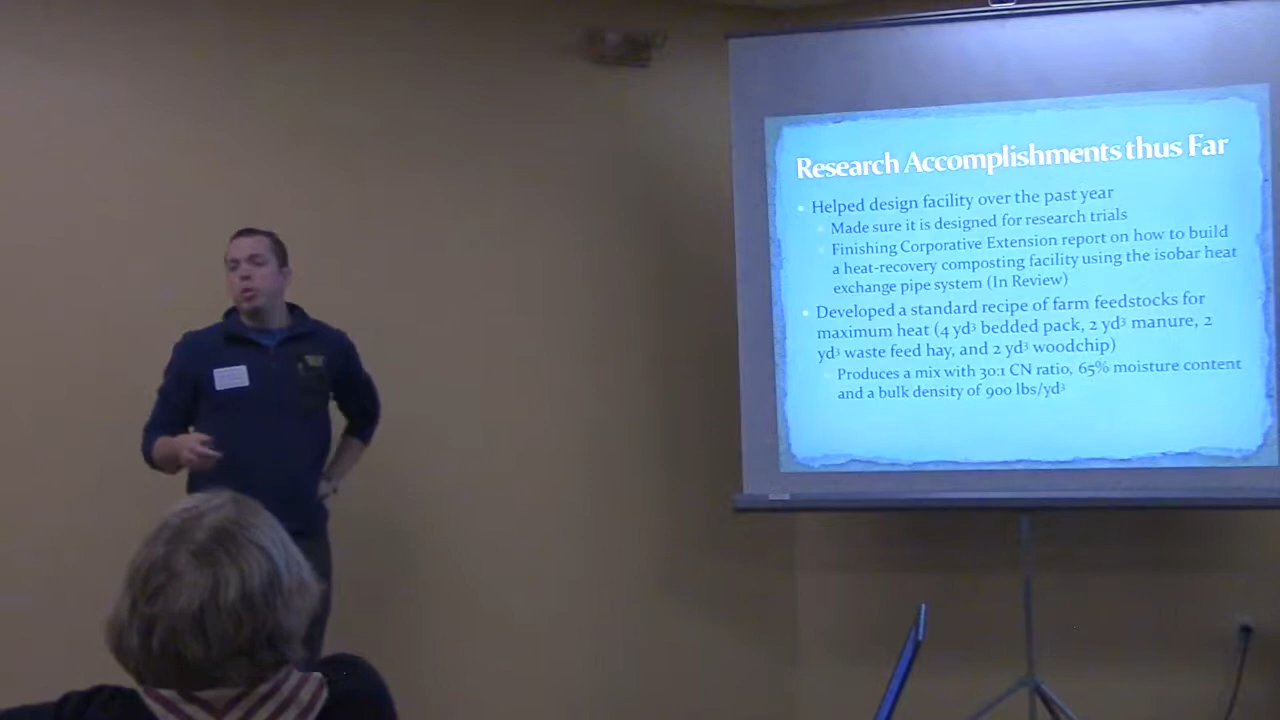 Research Accomplishments thus Far
Helped design facility over the past year
Made sure it is designed for research trials
Finishing Corporative Extension report on how to build
a heat-recovery composting facility using the isobar heat
exchange pipe system (In Review)
Developed a standard recipe of farm feedstocks for
maximum heat (4 yd³ bedded pack, 2 yd³ manure, 2
yd³ waste feed hay, and 2 yd³ woodchip)
Produces a mix with 30:1 CN ratio, 65% moisture content
and a bulk density of 900 lbs/yd³